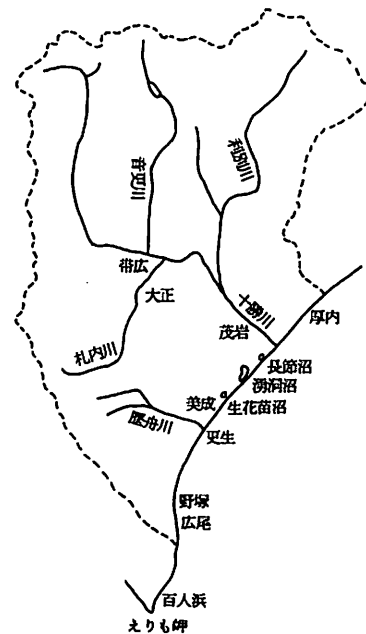 音更川
利別川
帯広
大正
十勝川
茂岩
厚内
札内川
長節沼
湧洞沼
美成
生花苗沼
歴舟川
更生
野塚
広尾
百人浜
えりも岬